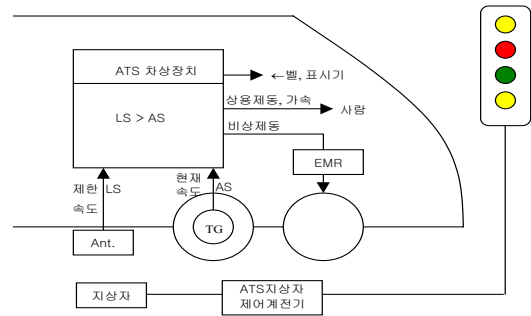 ATS 차상장치
←벨, 표시기
LS > AS
상용제동, 가속
사람
비상제동
EMR
제한 LS
속도
현재
속도 AS
TG
Ant.
지상자
ATS지상자
제어계전기